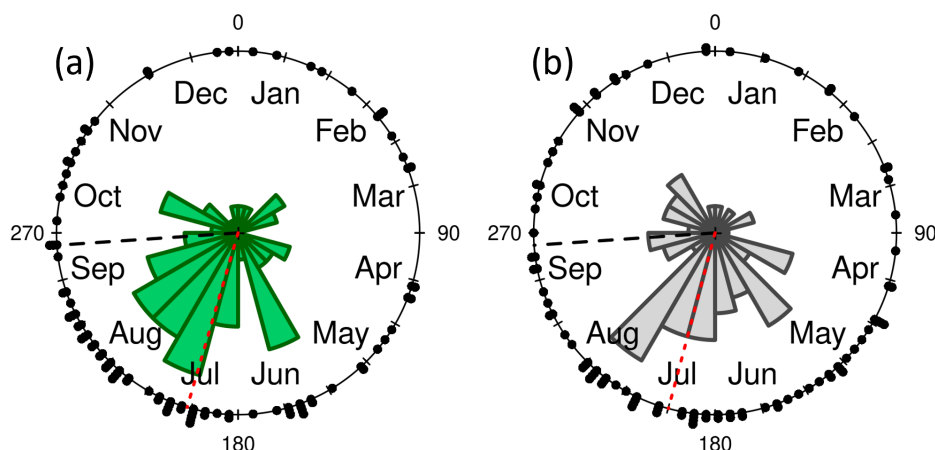 (a)
0
Dec Jan
Nov Feb
Oct Mar
270 90
Sep Apr
Aug May
Jul Jun
180
(b)
0
Dec Jan
Nov Feb
Oct Mar
270 90
Sep Apr
Aug May
Jul Jun
180